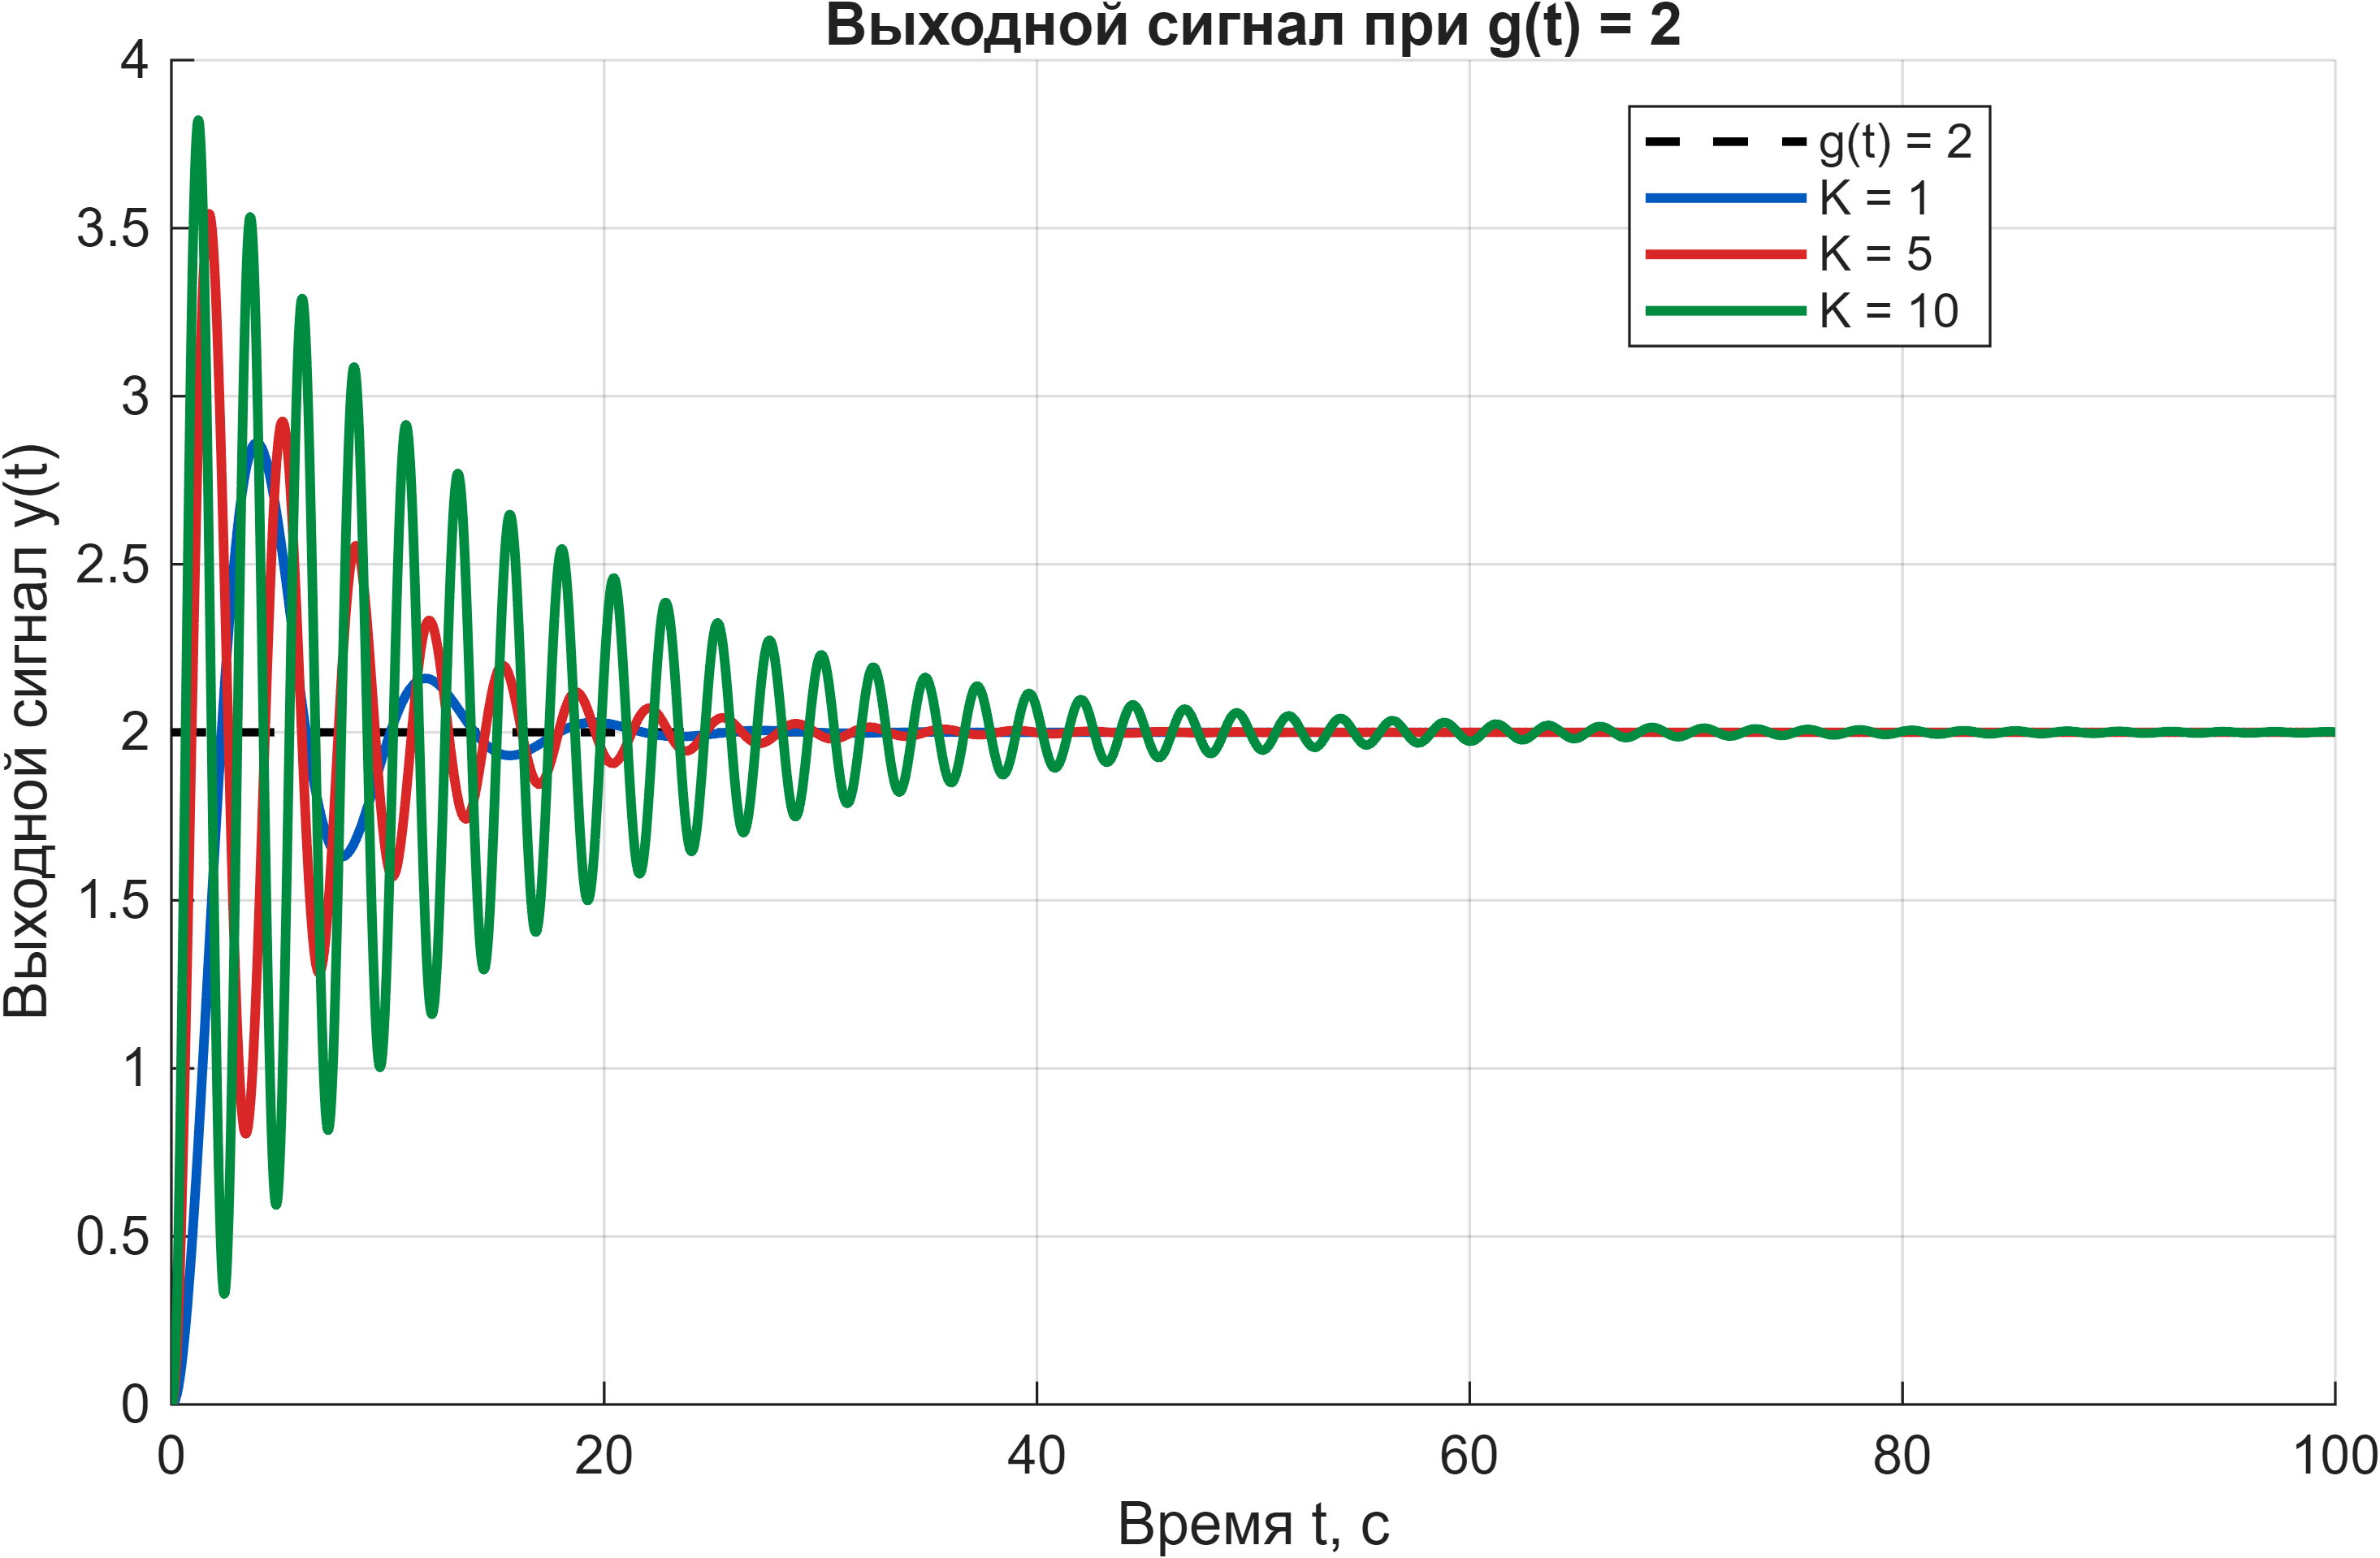 Выходной сигнал при g(t) = 2
g(t) = 2
K = 1
K = 5
K = 10
Выходной сигнал y(t)
4
3.5
3
2.5
2
1.5
1
0.5
0
0 20 40 60 80 100
Время t, с